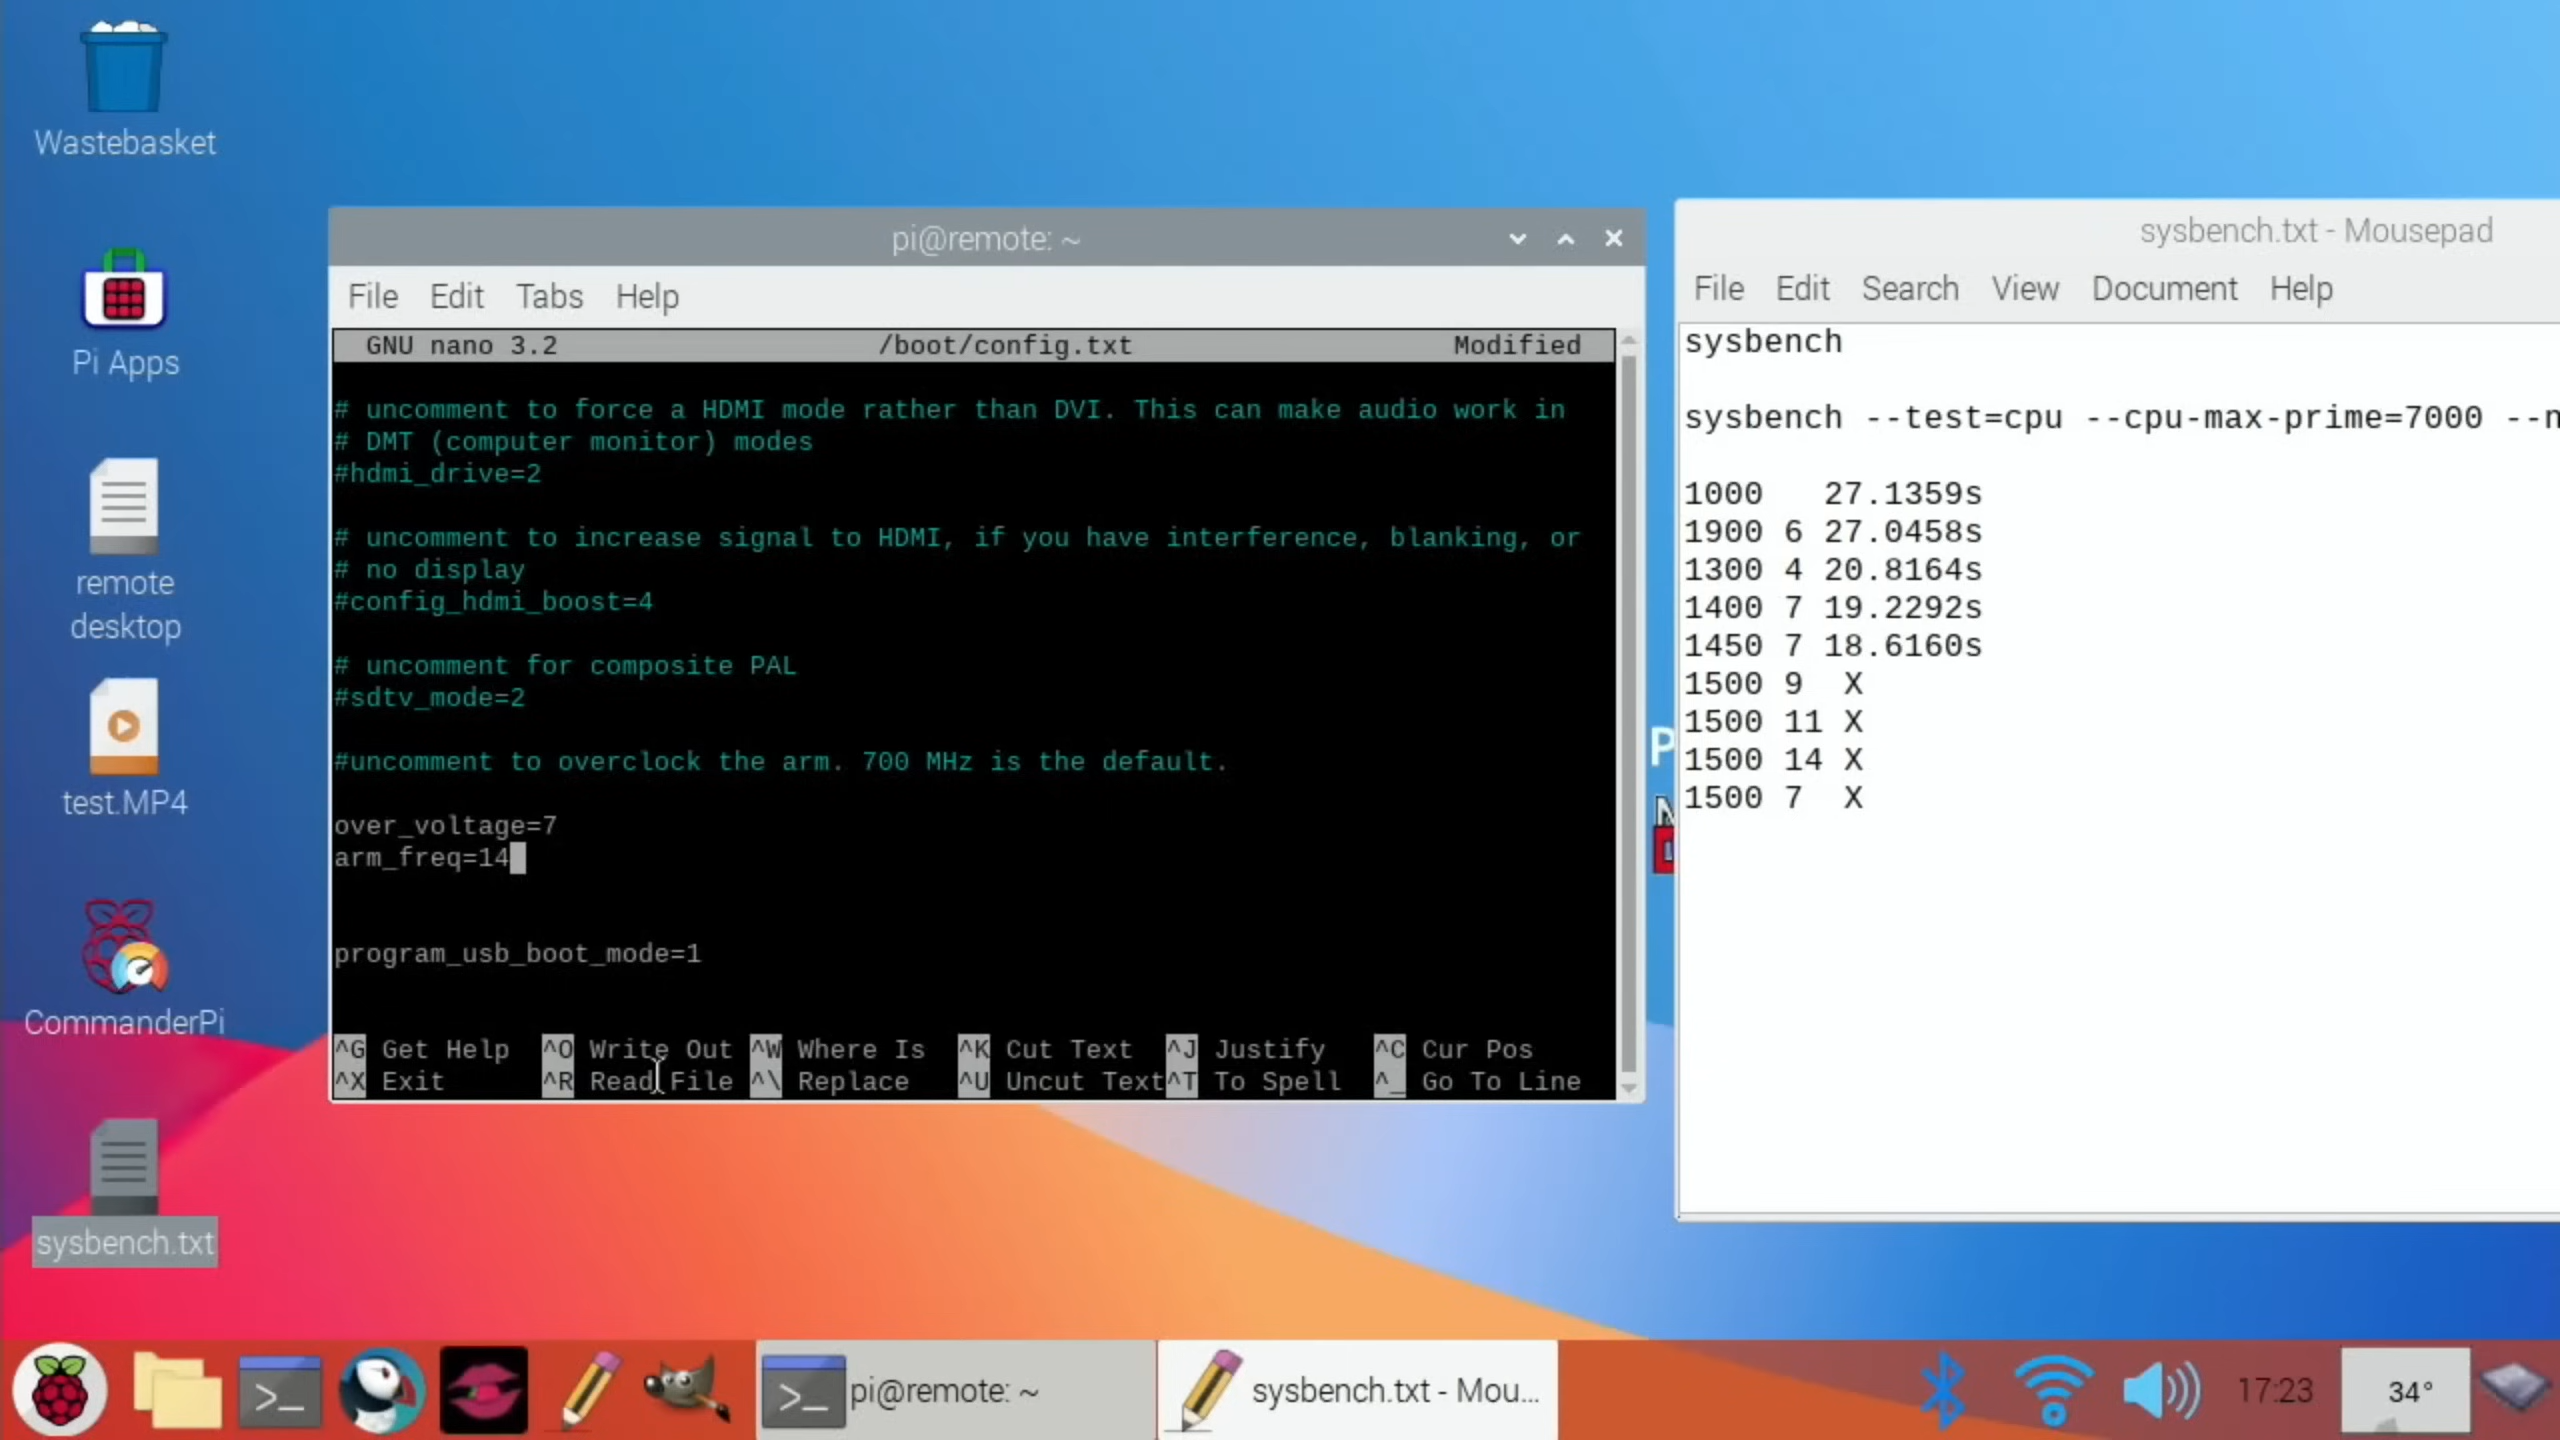 Wastebasket
Pi Apps
remote
desktop
test.MP4
CommanderPi
sysbench.txt
pi@remote: ~
File Edit Tabs Help
GNU nano 3.2 /boot/config.txt Modified
# uncomment to force a HDMI mode rather than DVI. This can make audio work in
# DMT (computer monitor) modes
#hdmi_drive=2
# uncomment to increase signal to HDMI, if you have interference, blanking, or
# no display
#config_hdmi_boost=4
# uncomment for composite PAL
#sdtv_mode=2
#uncomment to overclock the arm. 700 MHz is the default.
over_voltage=7
arm_freq=14
program_usb_boot_mode=1
^G Get Help ^O Write Out ^W Where Is ^K Cut Text ^J Justify ^C Cur Pos
^X Exit ^R Read File ^\ Replace ^U Uncut Text ^T To Spell ^_ Go To Line
sysbench.txt - Mousepad
File Edit Search View Document Help
sysbench
sysbench --test=cpu --cpu-max-prime=7000 --n
1000 27.1359s
1900 6 27.0458s
1300 4 20.8164s
1400 7 19.2292s
1450 7 18.6160s
1500 9 X
1500 11 X
1500 14 X
1500 7 X
P
N
pi@remote: ~
sysbench.txt - Mou...
17:23
34°